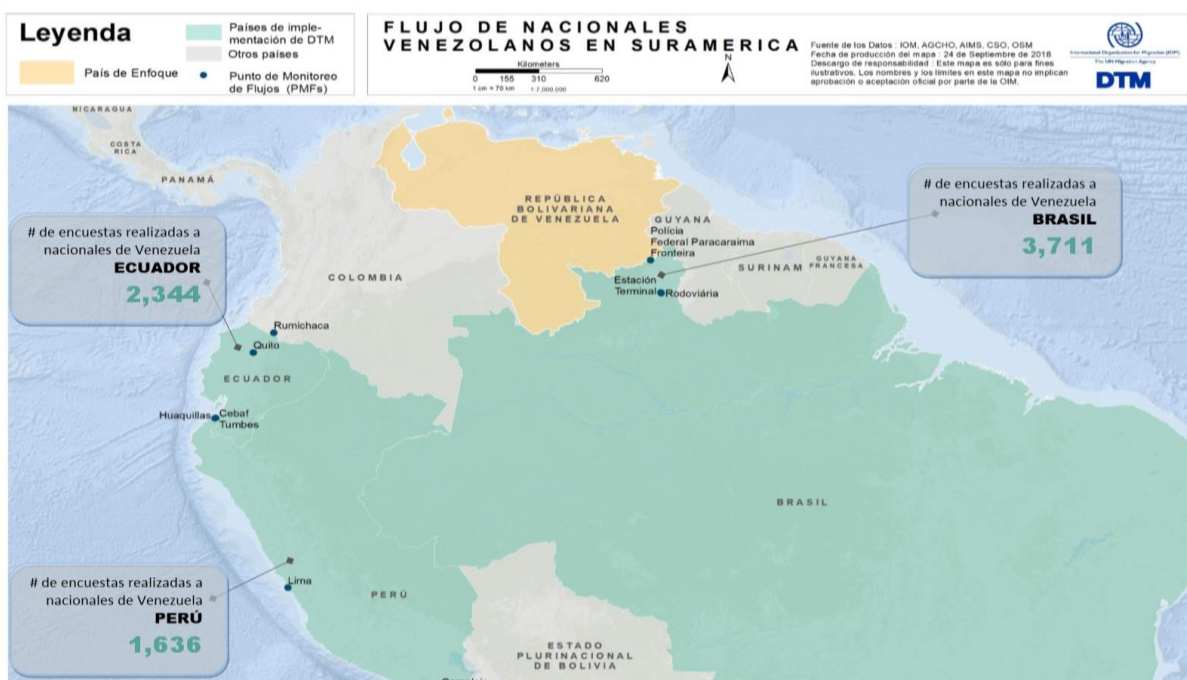 Leyenda
Países de imple-
mentación de DTM
Otros países
País de Enfoque
Punto de Monitoreo
de Flujos (PMFs)
FLUJO DE NACIONALES
VENEZOLANOS EN SURAMERICA
Kilometers
0 155 310 620
1 cm = 70 km 1:7,000,000
N
Fuente de los Datos : IOM, AGCHO, AIMS, CSO, OSM
Fecha de producción del mapa : 24 de Septiembre de 2018
Descargo de responsabilidad : Este mapa es sólo para fines
ilustrativos. Los nombres y los límites en este mapa no implican
aprobación o aceptación oficial por parte de la OIM.
International Organization for Migration (IOM)
The UN Migration Agency
DTM
NICARAGUA
COSTA
RICA
PANAMÁ
REPÚBLICA
BOLIVARIANA
DE VENEZUELA
GUYANA
Polícia
Federal Paracaraima
Fronteira
SURINAM
GUYANA
FRANCESA
Estación
Terminal
Rodoviária
# de encuestas realizadas a
nacionales de Venezuela
BRASIL
3,711
# de encuestas realizadas a
nacionales de Venezuela
ECUADOR
2,344
COLOMBIA
Rumichaca
Quito
ECUADOR
Huaquillas
Cebaf
Tumbes
BRASIL
# de encuestas realizadas a
nacionales de Venezuela
PERÚ
1,636
Lima
PERÚ
ESTADO
PLURINACIONAL
DE BOLIVIA